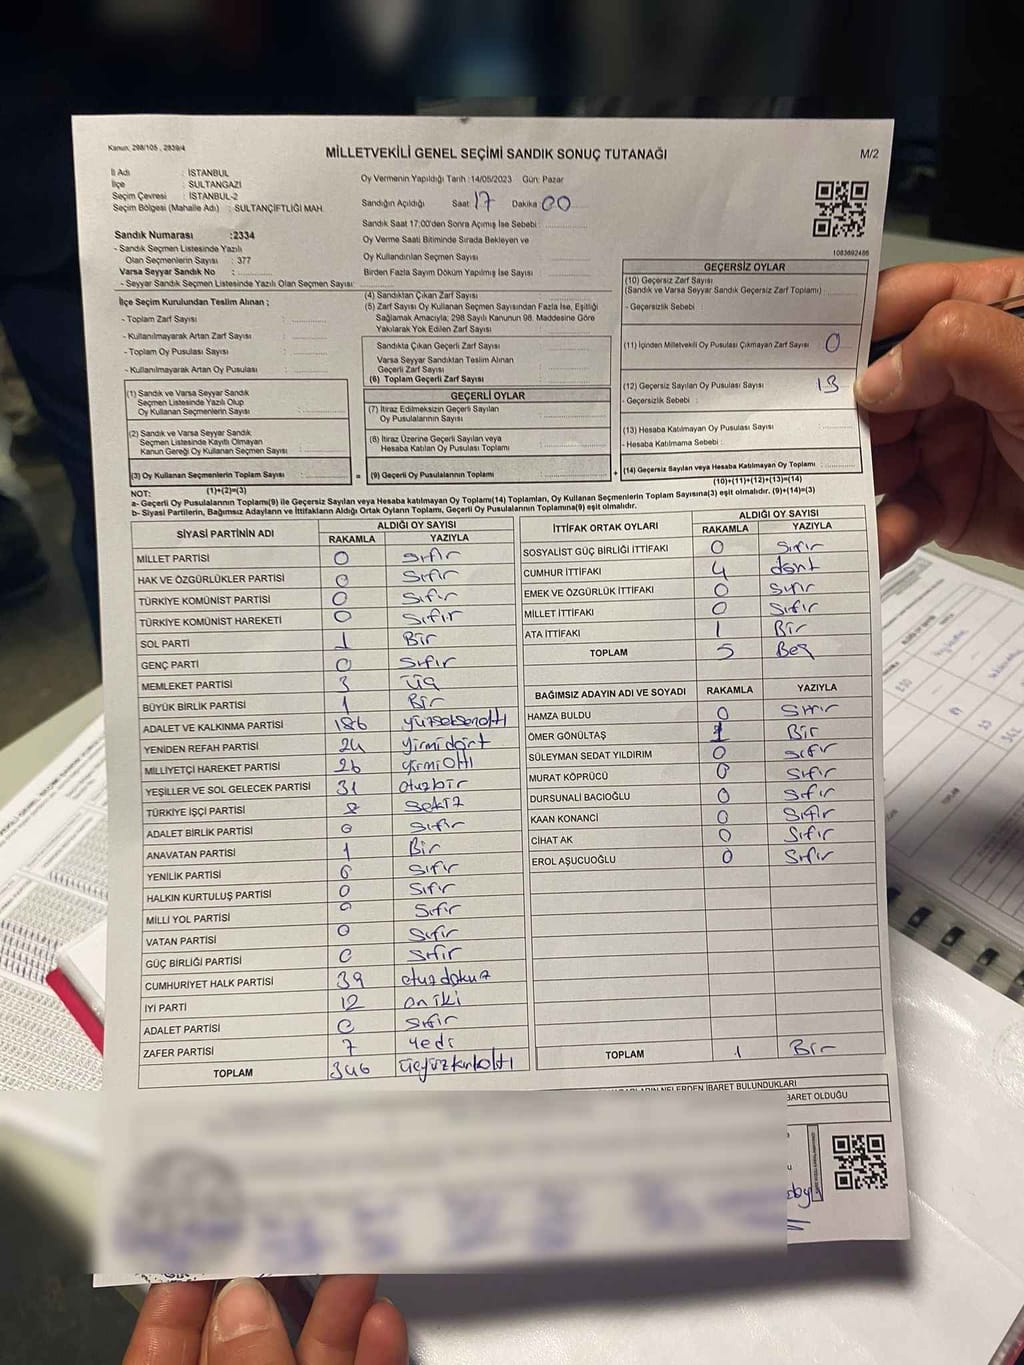 Kanun, 298/105 , 2839/4
MİLLETVEKİLİ GENEL SEÇİMİ SANDIK SONUÇ TUTANAĞI
M/2
İl Adı : İSTANBUL
İlçe : SULTANGAZİ
Seçim Çevresi : İSTANBUL-2
Seçim Bölgesi (Mahalle Adı) : SULTANÇİFTLİĞİ MAH.
Oy Vermenin Yapıldığı Tarih : 14/05/2023 Gün: Pazar
Sandığın Açıldığı Saat 17 Dakika 00
Sandık Saat 17.00'den Sonra Açmış İse Sebebi :
Oy Verme Saati Bitiminde Sırada Bekleyen ve
Oy Kullandırılan Seçmen Sayısı
Birden Fazla Sayım Döküm Yapılmış İse Sayısı
1083692486
Sandık Numarası :2334
- Sandık Seçmen Listesinde Yazılı
Olan Seçmenlerin Sayısı : 377
Varsa Seyyar Sandık No :
- Seyyar Sandık Seçmen Listesinde Yazılı Olan Seçmen Sayısı:
İlçe Seçim Kurulundan Teslim Alınan ;
- Toplam Zarf Sayısı :
- Kullanılmayarak Artan Zarf Sayısı :
- Toplam Oy Pusulası Sayısı :
- Kullanılmayarak Artan Oy Pusulası :
(4) Sandıktan Çıkan Zarf Sayısı :
(5) Zarf Sayısı Oy Kullanan Seçmen Sayısından Fazla İse, Eşitliği
Sağlamak Amacıyla; 298 Sayılı Kanunun 98. Maddesine Göre
Yakılarak Yok Edilen Zarf Sayısı
Sandıkta Çıkan Geçerli Zarf Sayısı
Varsa Seyyar Sandıktan Teslim Alınan
Geçerli Zarf Sayısı
(6) Toplam Geçerli Zarf Sayısı
GEÇERSİZ OYLAR
(10) Geçersiz Zarf Sayısı
(Sandık ve Varsa Seyyar Sandık Geçersiz Zarf Toplamı) :
- Geçersizlik Sebebi :
(11) İçinden Milletvekili Oy Pusulası Çıkmayan Zarf Sayısı 0
(12) Geçersiz Sayılan Oy Pusulası Sayısı 13
- Geçersizlik Sebebi :
(13) Hesaba Katılmayan Oy Pusulası Sayısı :
- Hesaba Katılmama Sebebi :
(14) Geçersiz Sayılan veya Hesaba Katılmayan Oy Toplamı :
(10)+(11)+(12)+(13)=(14)
(1) Sandık ve Varsa Seyyar Sandık
Seçmen Listesinde Yazılı Olup
Oy Kullanan Seçmenlerin Sayısı :
(2) Sandık ve Varsa Seyyar Sandık
Seçmen Listesinde Kayıtlı Olmayan
Kanun Gereği Oy Kullanan Seçmen Sayısı :
(3) Oy Kullanan Seçmenlerin Toplam Sayısı :
(1)+(2)=(3)
GEÇERLİ OYLAR
(7) İtiraz Edilmeksizin Geçerli Sayılan
Oy Pusulalarının Sayısı :
(8) İtiraz Üzerine Geçerli Sayılan veya
Hesaba Katılan Oy Pusulası Toplamı :
= (9) Geçerli Oy Pusulalarının Toplamı : +
NOT:
a- Geçerli Oy Pusulalarının Toplamı(9) ile Geçersiz Sayılan veya Hesaba katılmayan Oy Toplamı(14) Toplamları, Oy Kullanan Seçmenlerin Toplam Sayısına(3) eşit olmalıdır. (9)+(14)=(3)
b- Siyasi Partilerin, Bağımsız Adayların ve İttifakların Aldığı Ortak Oyların Toplamı, Geçerli Oy Pusulalarının Toplamına(9) eşit olmalıdır.
SİYASİ PARTİNİN ADI ALDIĞI OY SAYISI
RAKAMLA YAZIYLA
MİLLET PARTİSİ 0 sıfır
HAK VE ÖZGÜRLÜKLER PARTİSİ 0 sıfır
TÜRKİYE KOMÜNİST PARTİSİ 0 sıfır
TÜRKİYE KOMÜNİST HAREKETİ 0 sıfır
SOL PARTİ 1 Bir
GENÇ PARTİ 0 sıfır
MEMLEKET PARTİSİ 3 üç
BÜYÜK BİRLİK PARTİSİ 1 Bir
ADALET VE KALKINMA PARTİSİ 186 yüzseksenaltı
YENİDEN REFAH PARTİSİ 24 yirmidört
MİLLİYETÇİ HAREKET PARTİSİ 26 yirmialtı
YEŞİLLER VE SOL GELECEK PARTİSİ 31 otuzbir
TÜRKİYE İŞÇİ PARTİSİ 8 sekiz
ADALET BİRLİK PARTİSİ 0 sıfır
ANAVATAN PARTİSİ 1 Bir
YENİLİK PARTİSİ 0 sıfır
HALKIN KURTULUŞ PARTİSİ 0 sıfır
MİLLİ YOL PARTİSİ 0 sıfır
VATAN PARTİSİ 0 sıfır
GÜÇ BİRLİĞİ PARTİSİ 0 sıfır
CUMHURİYET HALK PARTİSİ 39 otuzdokuz
İYİ PARTİ 12 oniki
ADALET PARTİSİ 0 sıfır
ZAFER PARTİSİ 7 yedi
TOPLAM 346 üçyüzkırkaltı
İTTİFAK ORTAK OYLARI ALDIĞI OY SAYISI
RAKAMLA YAZIYLA
SOSYALİST GÜÇ BİRLİĞİ İTTİFAKI 0 sıfır
CUMHUR İTTİFAKI 4 dört
EMEK VE ÖZGÜRLÜK İTTİFAKI 0 sıfır
MİLLET İTTİFAKI 0 sıfır
ATA İTTİFAKI 1 Bir
TOPLAM 5 Beş
BAĞIMSIZ ADAYIN ADI VE SOYADI RAKAMLA YAZIYLA
HAMZA BULDU 0 sıfır
ÖMER GÖNÜLTAŞ 1 Bir
SÜLEYMAN SEDAT YILDIRIM 0 sıfır
MURAT KÖPRÜCÜ 0 sıfır
DURSUNALİ BACIOĞLU 0 sıfır
KAAN KONANCİ 0 sıfır
CİHAT AK 0 sıfır
EROL AŞUCUOĞLU 0 sıfır
TOPLAM 1 Bir
NELERDEN İBARET BULUNDUKLARI
BARET OLDUĞU